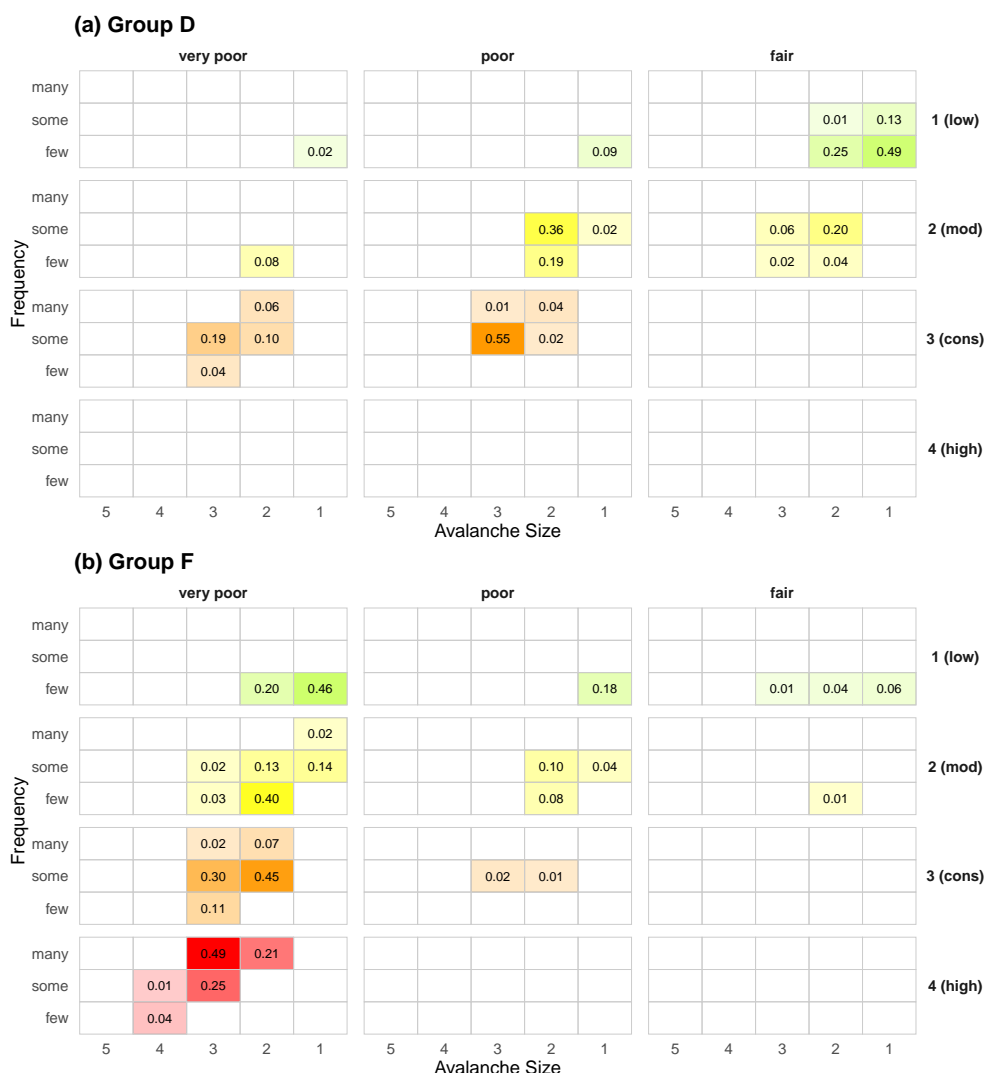 (a) Group D
very poor poor fair
many
some 0.01 0.13 1 (low)
few 0.02 0.09 0.25 0.49
many
some 0.36 0.02 0.06 0.20 2 (mod)
few 0.08 0.19 0.02 0.04
many 0.06 0.01 0.04
some 0.19 0.10 0.55 0.02 3 (cons)
few 0.04
many
some 4 (high)
few
Frequency
5 4 3 2 1 5 4 3 2 1 5 4 3 2 1
Avalanche Size
(b) Group F
very poor poor fair
many
some 1 (low)
few 0.20 0.46 0.18 0.01 0.04 0.06
many 0.02
some 0.02 0.13 0.14 0.10 0.04 2 (mod)
few 0.03 0.40 0.08 0.01
many 0.02 0.07
some 0.30 0.45 0.02 0.01 3 (cons)
few 0.11
many 0.49 0.21
some 0.01 0.25 4 (high)
few 0.04
Frequency
5 4 3 2 1 5 4 3 2 1 5 4 3 2 1
Avalanche Size